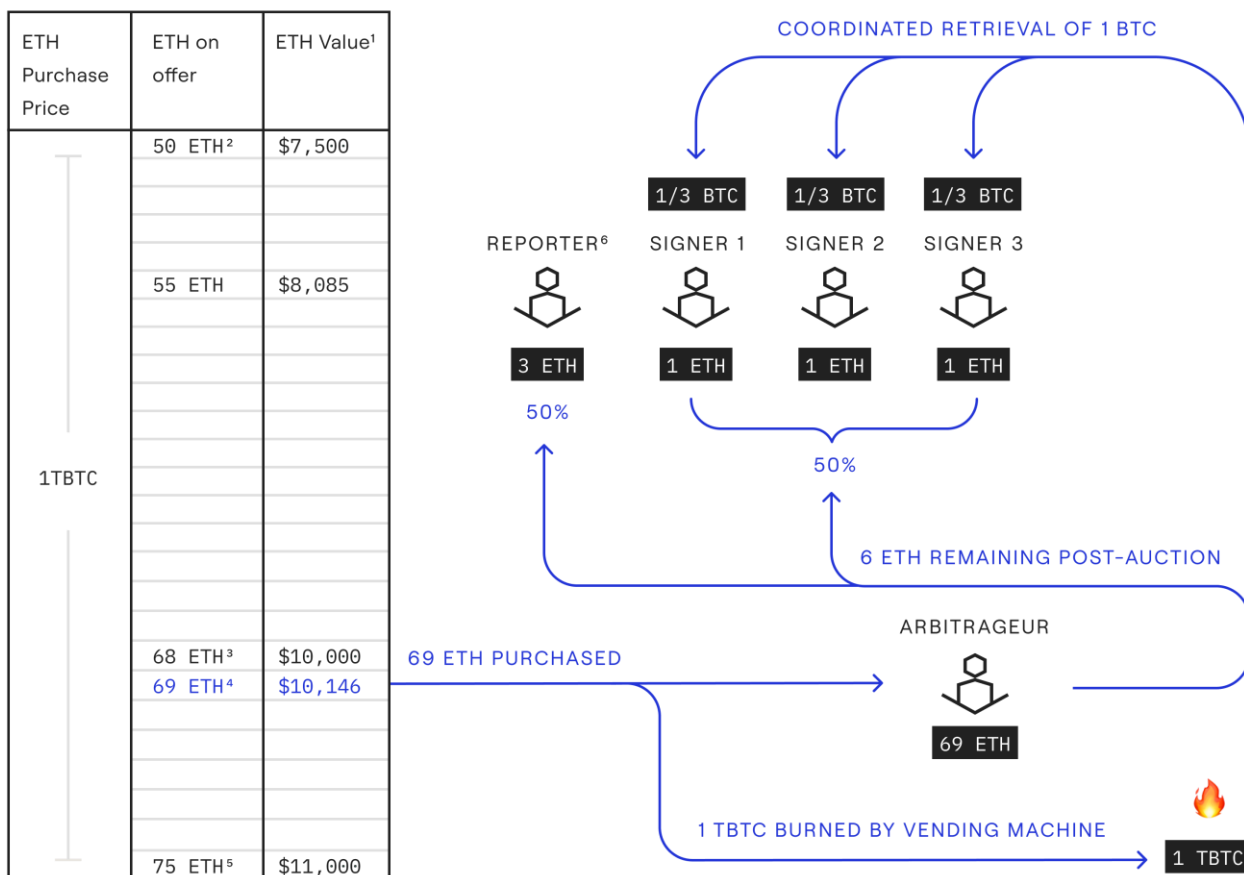 ETH Purchase Price
ETH on offer
ETH Value¹
1TBTC
50 ETH² $7,500
55 ETH $8,085
68 ETH³ $10,000
69 ETH⁴ $10,146
75 ETH⁵ $11,000
COORDINATED RETRIEVAL OF 1 BTC
1/3 BTC 1/3 BTC 1/3 BTC
REPORTER⁶ SIGNER 1 SIGNER 2 SIGNER 3
3 ETH 1 ETH 1 ETH 1 ETH
50%
50%
6 ETH REMAINING POST-AUCTION
ARBITRAGEUR
69 ETH PURCHASED
69 ETH
1 TBTC BURNED BY VENDING MACHINE
1 TBTC